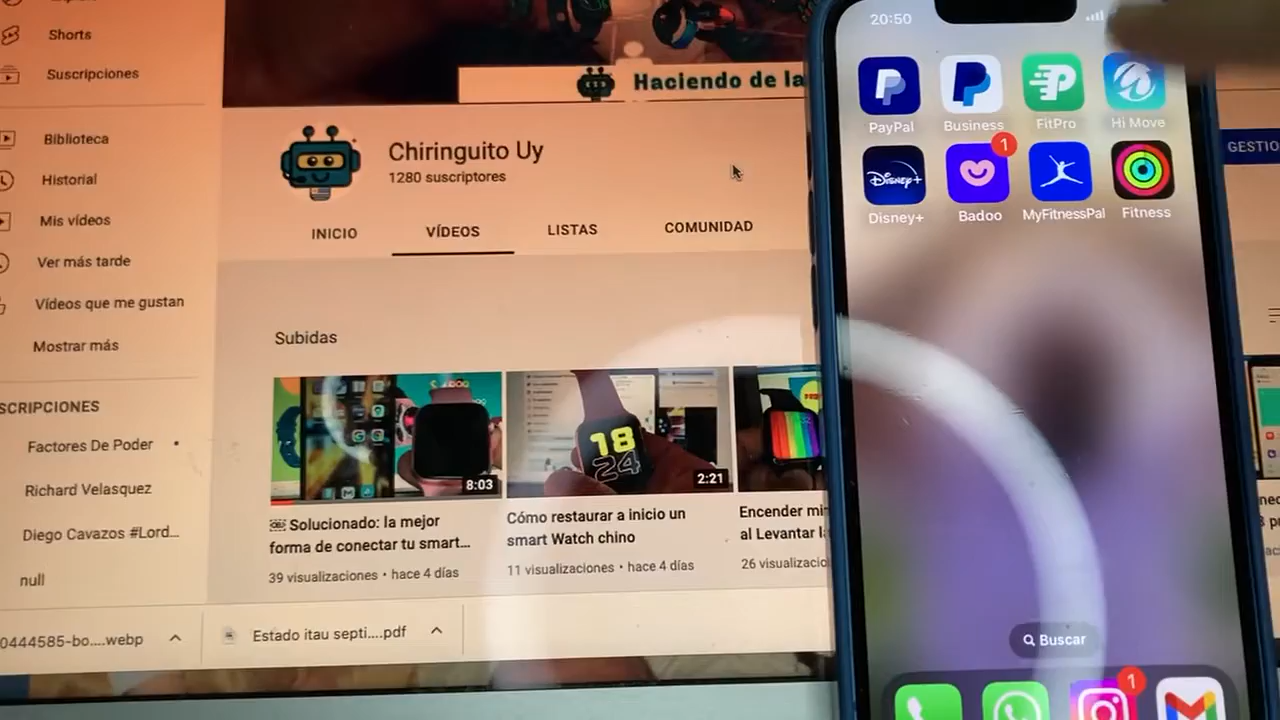 Shorts
Suscripciones
Biblioteca
Historial
Mis vídeos
Ver más tarde
Vídeos que me gustan
Mostrar más
SCRIPCIONES
Factores De Poder
Richard Velasquez
Diego Cavazos #Lord...
null
Haciendo de la
Chiringuito Uy
1280 suscriptores
INICIO
VÍDEOS
LISTAS
COMUNIDAD
Subidas
8:03
18
24
2:21
Solucionado: la mejor
forma de conectar tu smart...
39 visualizaciones • hace 4 días
Cómo restaurar a inicio un
smart Watch chino
11 visualizaciones • hace 4 días
Encender mi
al Levantar l
26 visualizacio
0444585-bo....webp
Estado itau septi....pdf
20:50
PayPal
Business
FitPro
Hi Move
Disney+
1
Disney+
Badoo
MyFitnessPal
Fitness
Buscar
1
GESTIO